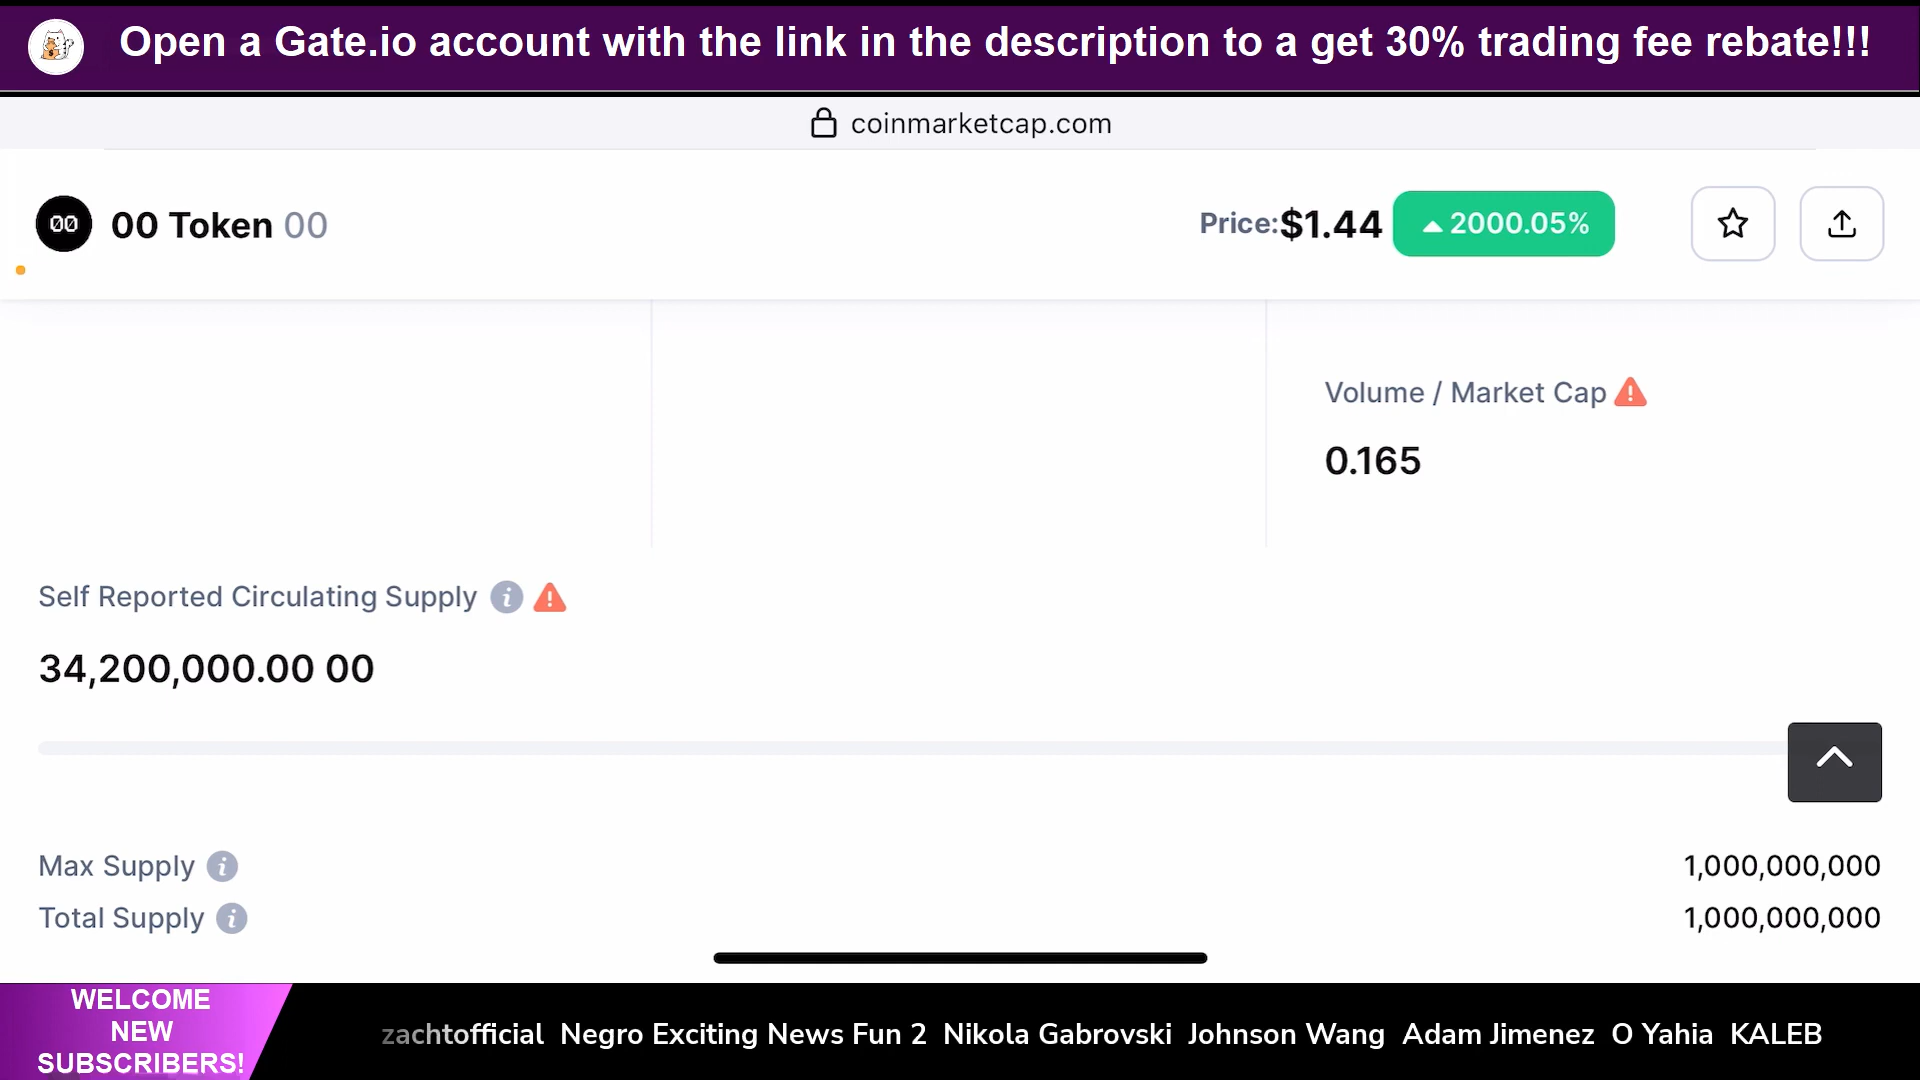 Open a Gate.io account with the link in the description to a get 30% trading fee rebate!!!
coinmarketcap.com
00 00 Token 00
Price: $1.44 2000.05%
Volume / Market Cap
0.165
Self Reported Circulating Supply
34,200,000.00 00
Max Supply 1,000,000,000
Total Supply 1,000,000,000
WELCOME
NEW
SUBSCRIBERS!
zachtofficial Negro Exciting News Fun 2 Nikola Gabrovski Johnson Wang Adam Jimenez O Yahia KALEB